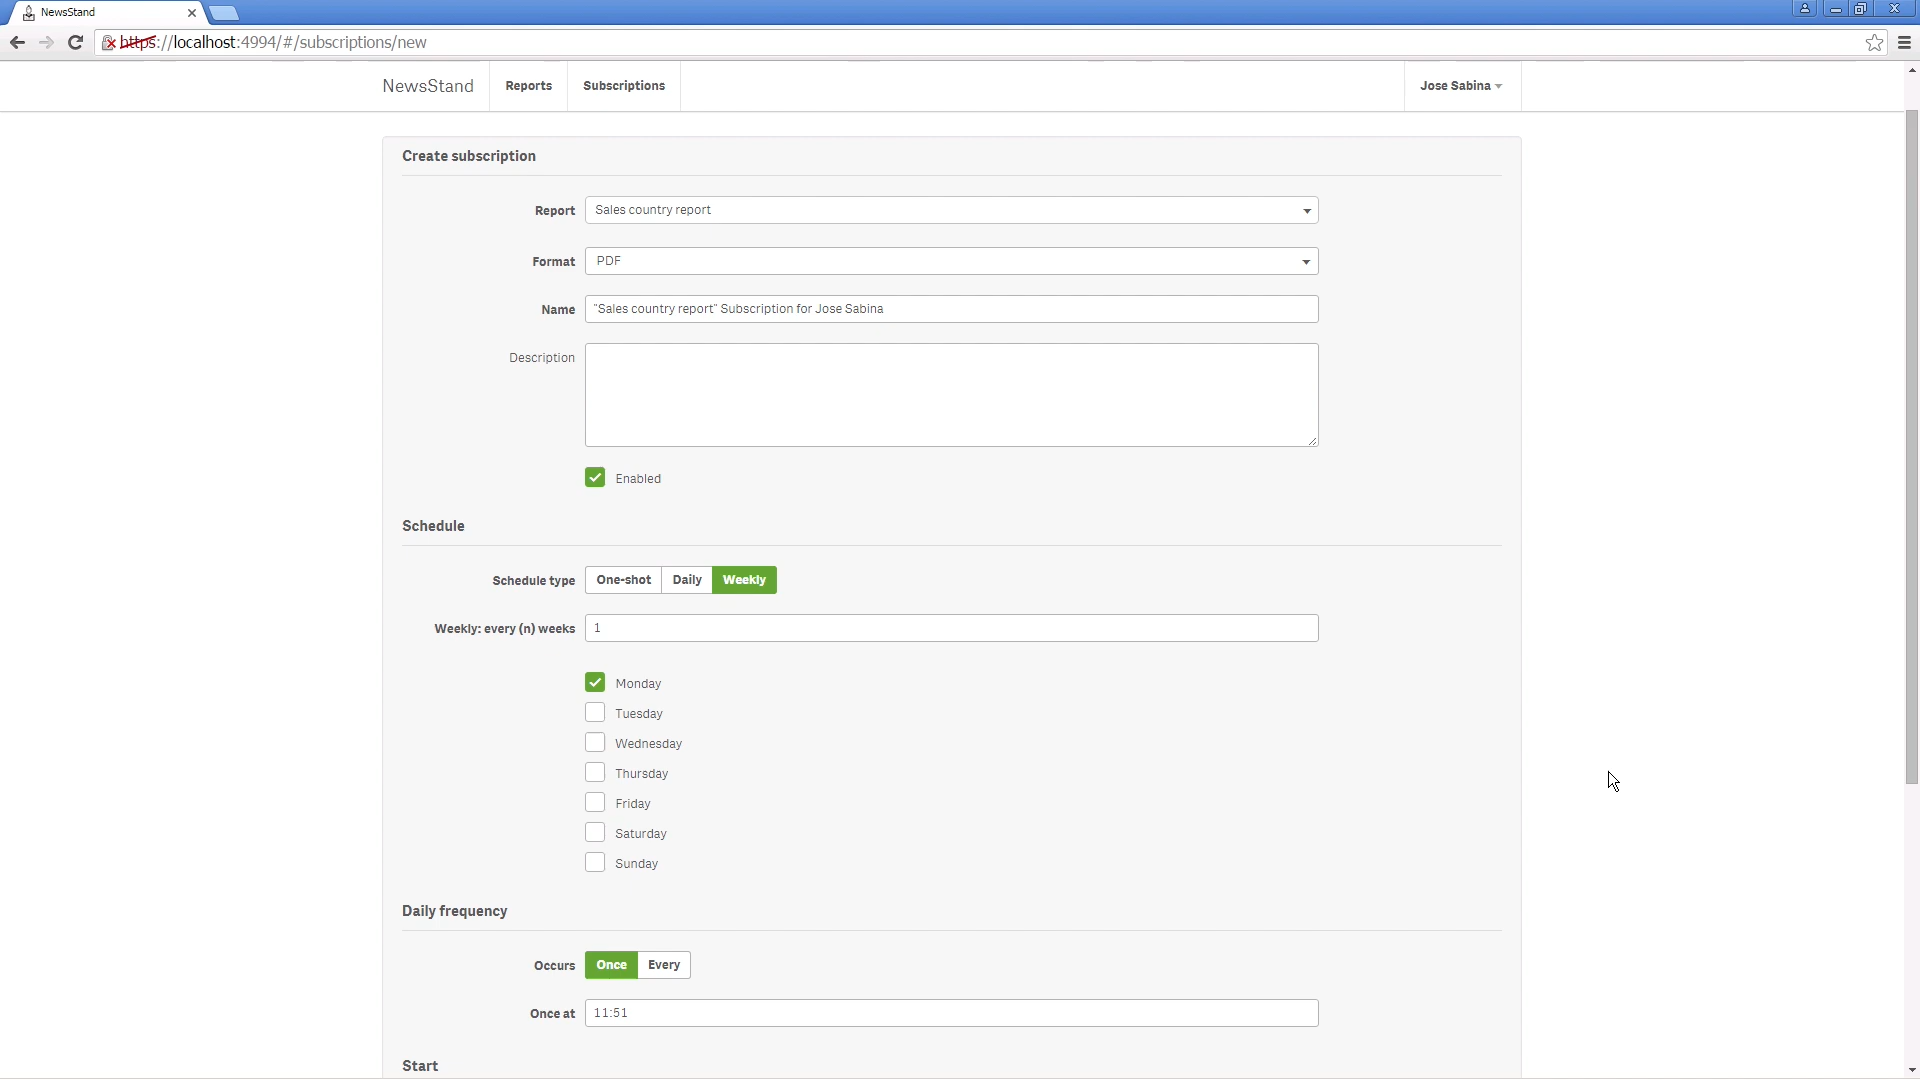 NewsStand
https://localhost:4994/#/subscriptions/new
NewsStand Reports Subscriptions Jose Sabina
Create subscription
Report Sales country report
Format PDF
Name "Sales country report" Subscription for Jose Sabina
Description
Enabled
Schedule
Schedule type One-shot Daily Weekly
Weekly: every (n) weeks 1
Monday
Tuesday
Wednesday
Thursday
Friday
Saturday
Sunday
Daily frequency
Occurs Once Every
Once at 11:51
Start